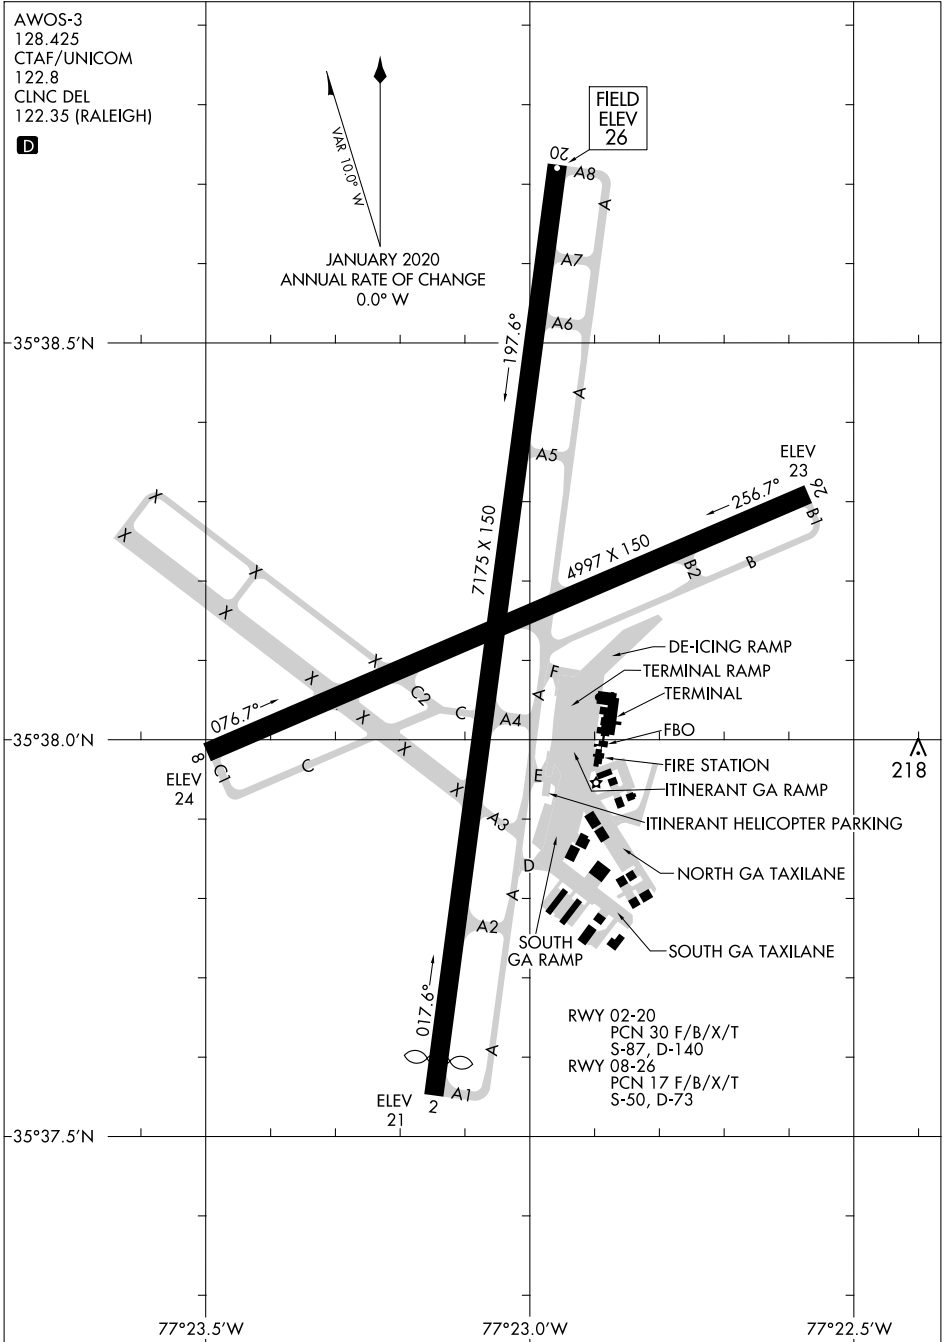 AWOS-3
128.425
CTAF/UNICOM
122.8
CLNC DEL
122.35 (RALEIGH)
D
VAR 10.0° W
JANUARY 2020
ANNUAL RATE OF CHANGE
0.0° W
FIELD
ELEV
26
20
A8
A
A7
A6
197.6°
35°38.5'N
A
A5
ELEV
23
26
256.7°
B1
X
X
7175 X 150
4997 X 150
B2
B
X
X
DE-ICING RAMP
X
F
TERMINAL RAMP
X
C2
A
TERMINAL
076.7°
X
C
A4
FBO
35°38.0'N
8
X
C1
C
E
FIRE STATION
218
ELEV
24
X
ITINERANT GA RAMP
A3
ITINERANT HELICOPTER PARKING
D
NORTH GA TAXILANE
A
A2
SOUTH
GA RAMP
SOUTH GA TAXILANE
017.6°
RWY 02-20
PCN 30 F/B/X/T
S-87, D-140
RWY 08-26
PCN 17 F/B/X/T
S-50, D-73
A
A1
ELEV
21
2
35°37.5'N
77°23.5'W
77°23.0'W
77°22.5'W